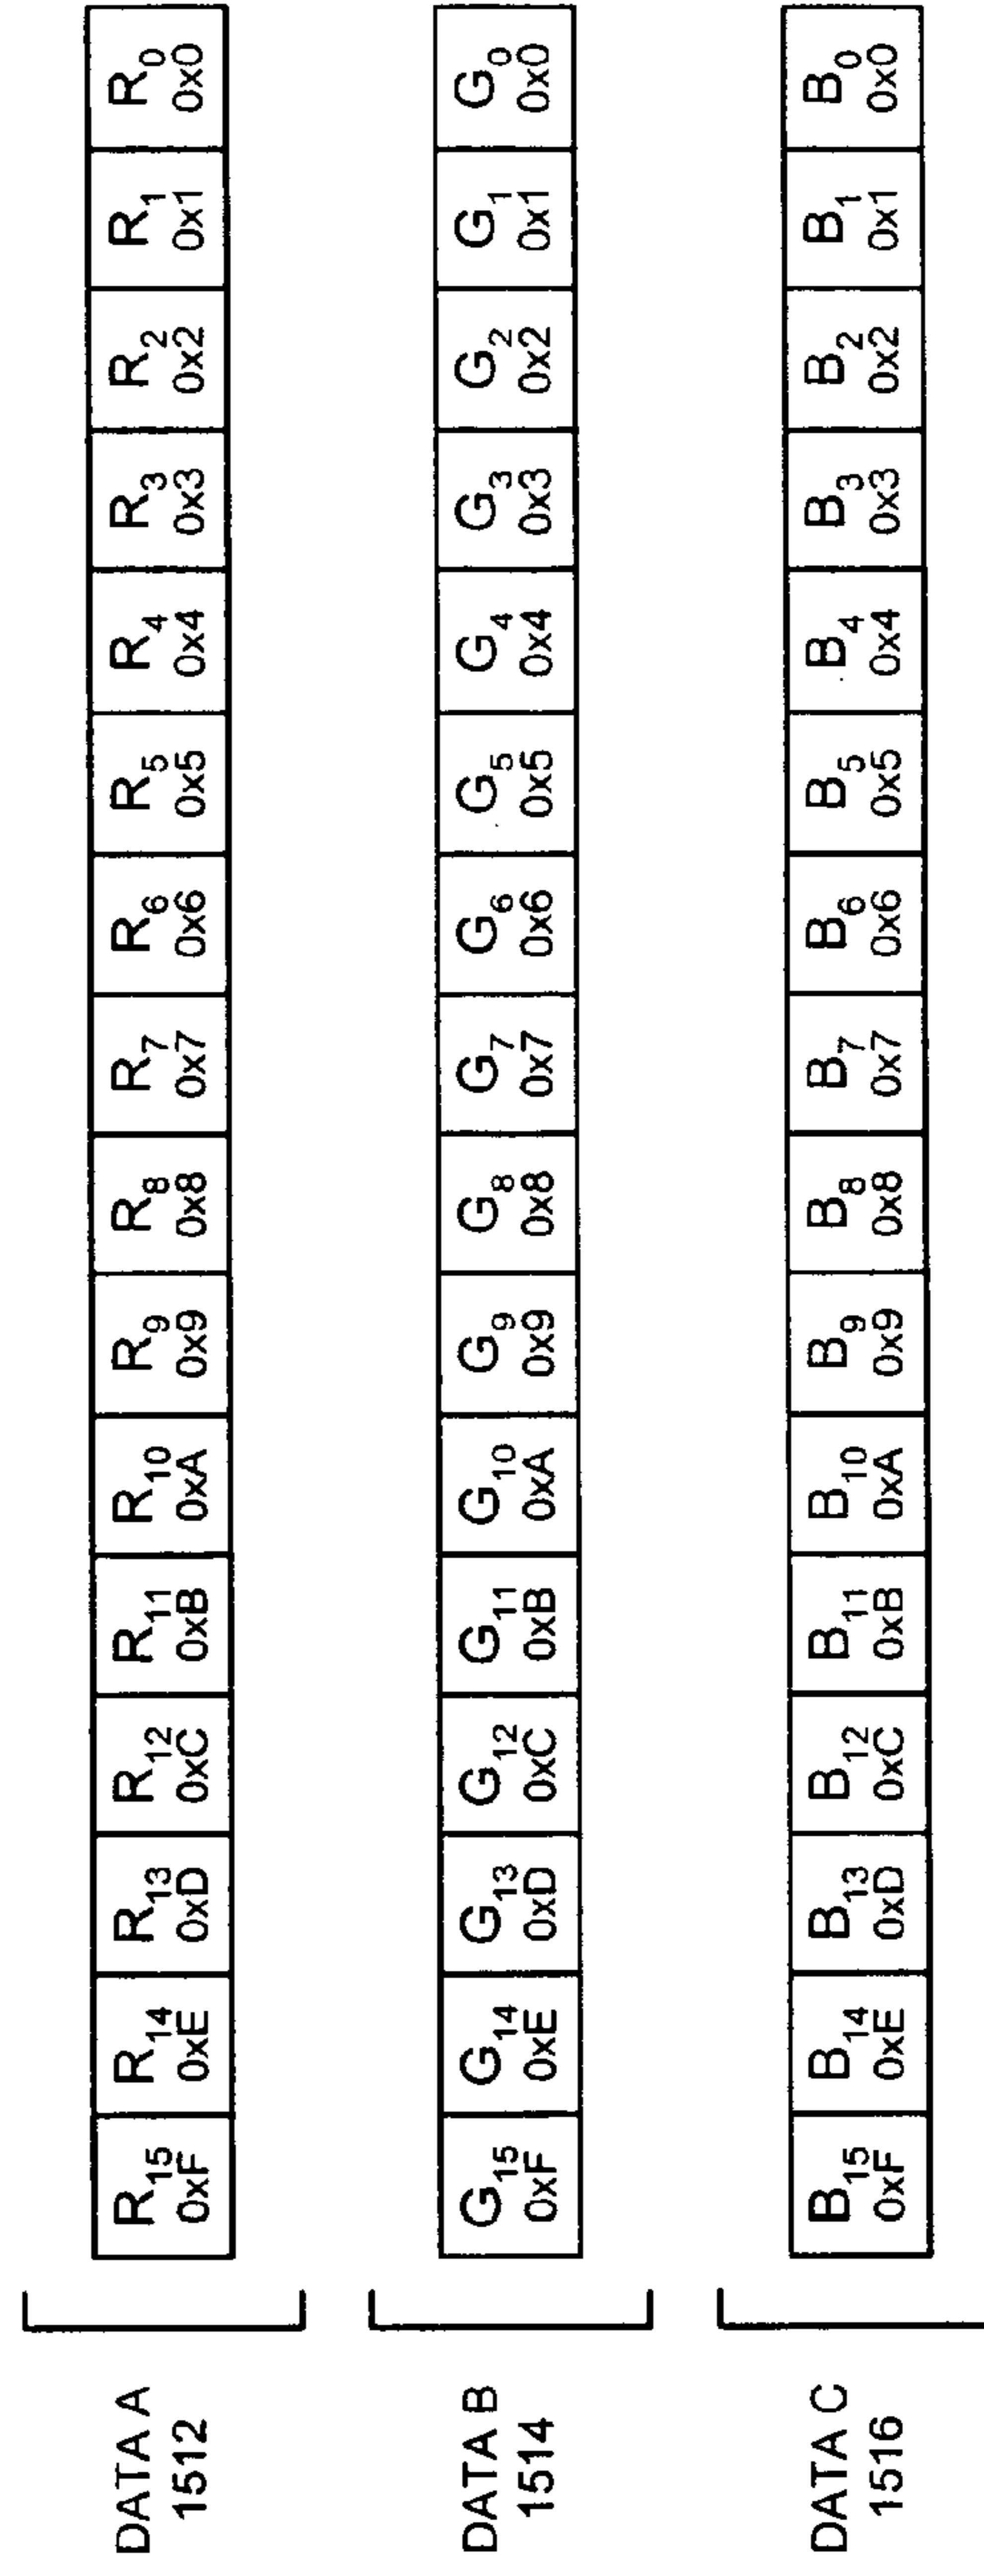 DATA A
1512
R15 R14 R13 R12 R11 R10 R9 R8 R7 R6 R5 R4 R3 R2 R1 R0
0xF 0xE 0xD 0xC 0xB 0xA 0x9 0x8 0x7 0x6 0x5 0x4 0x3 0x2 0x1 0x0
DATA B
1514
G15 G14 G13 G12 G11 G10 G9 G8 G7 G6 G5 G4 G3 G2 G1 G0
0xF 0xE 0xD 0xC 0xB 0xA 0x9 0x8 0x7 0x6 0x5 0x4 0x3 0x2 0x1 0x0
DATA C
1516
B15 B14 B13 B12 B11 B10 B9 B8 B7 B6 B5 B4 B3 B2 B1 B0
0xF 0xE 0xD 0xC 0xB 0xA 0x9 0x8 0x7 0x6 0x5 0x4 0x3 0x2 0x1 0x0